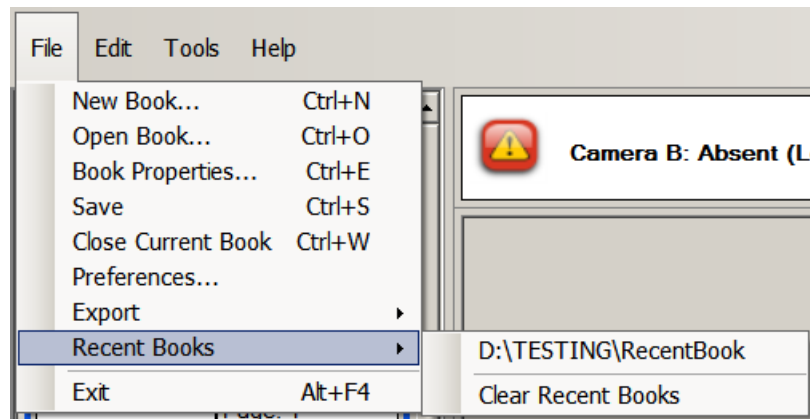 File Edit Tools Help
New Book... Ctrl+N
Open Book... Ctrl+O
Book Properties... Ctrl+E
Save Ctrl+S
Close Current Book Ctrl+W
Preferences...
Export
Recent Books
Exit Alt+F4
Camera B: Absent (L
D:\TESTING\RecentBook
Clear Recent Books